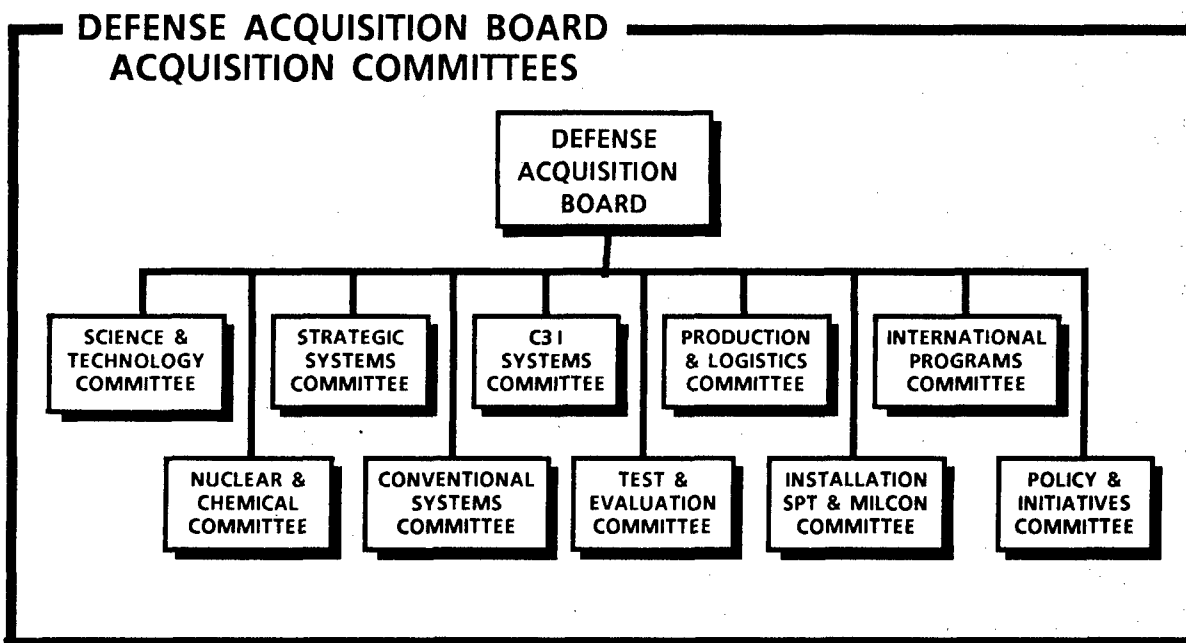 DEFENSE ACQUISITION BOARD
ACQUISITION COMMITTEES
DEFENSE
ACQUISITION
BOARD
SCIENCE &
TECHNOLOGY
COMMITTEE
STRATEGIC
SYSTEMS
COMMITTEE
C3I
SYSTEMS
COMMITTEE
PRODUCTION
& LOGISTICS
COMMITTEE
INTERNATIONAL
PROGRAMS
COMMITTEE
NUCLEAR &
CHEMICAL
COMMITTEE
CONVENTIONAL
SYSTEMS
COMMITTEE
TEST &
EVALUATION
COMMITTEE
INSTALLATION
SPT & MILCON
COMMITTEE
POLICY &
INITIATIVES
COMMITTEE